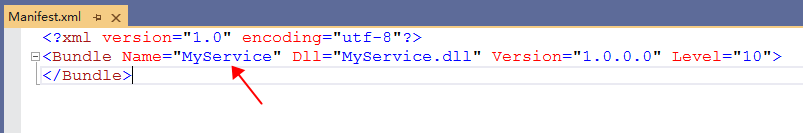 Manifest.xml
<?xml version="1.0" encoding="utf-8"?>
<Bundle Name="MyService" Dll="MyService.dll" Version="1.0.0.0" Level="10">
</Bundle>